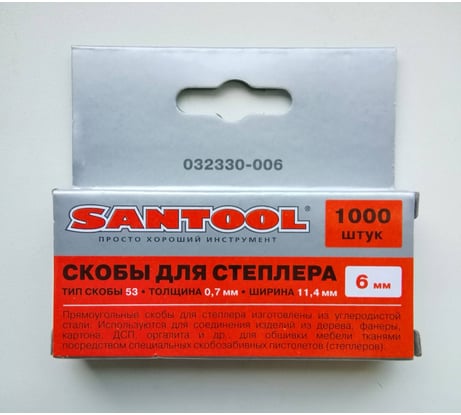 032330-006
SANTOOL®
ПРОСТО ХОРОШИЙ ИНСТРУМЕНТ
1000
штук
СКОБЫ ДЛЯ СТЕПЛЕРА
6 мм
ТИП СКОБЫ 53 • ТОЛЩИНА 0,7 мм • ШИРИНА 11,4 мм
Прямоугольные скобы для степлера изготовлены из углеродистой
стали. Используются для соединения изделий из дерева, фанеры,
картона, ДСП, оргалита и др., для обшивки мебели тканями
посредством специальных скобозабивных пистолетов (степлеров).